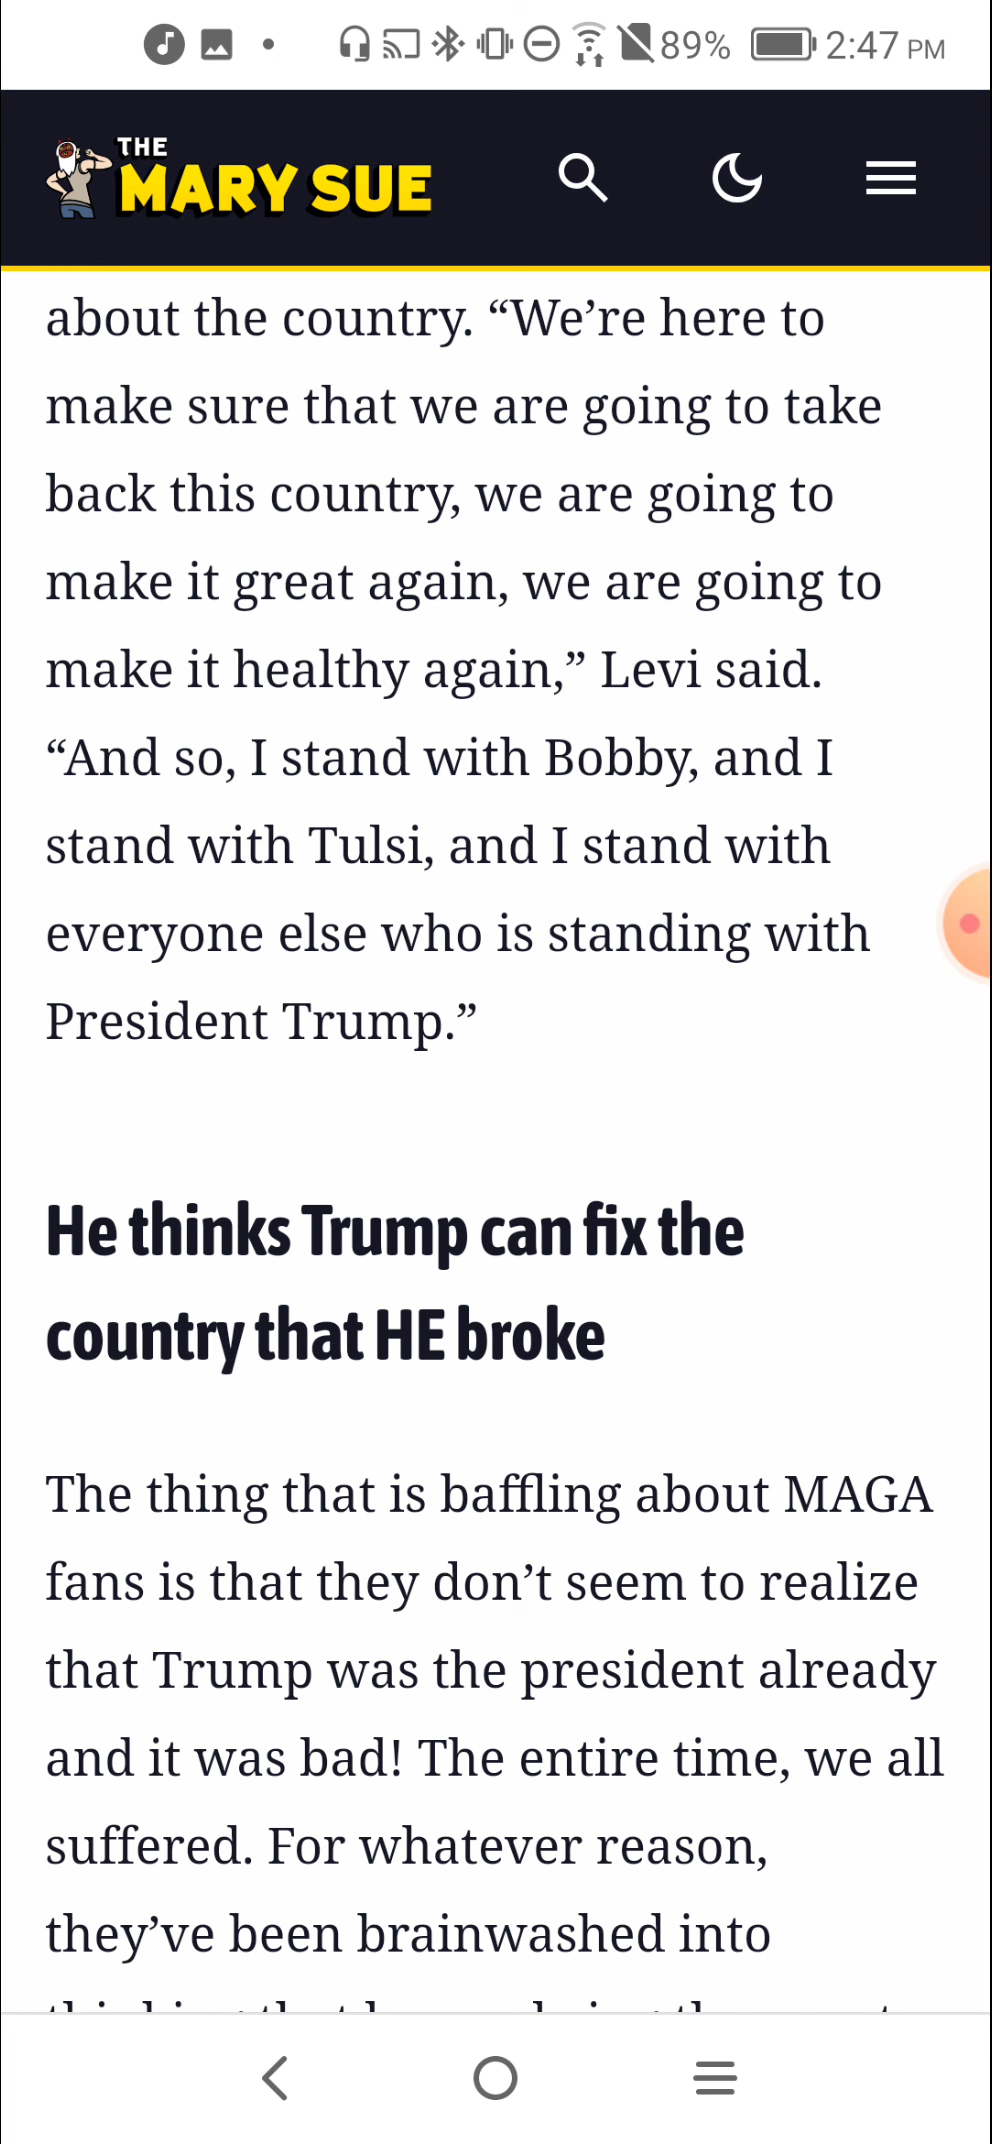 89% 2:47 PM
THE
MARY SUE
about the country. “We’re here to
make sure that we are going to take
back this country, we are going to
make it great again, we are going to
make it healthy again,” Levi said.
“And so, I stand with Bobby, and I
stand with Tulsi, and I stand with
everyone else who is standing with
President Trump.”
He thinks Trump can fix the
country that HE broke
The thing that is baffling about MAGA
fans is that they don’t seem to realize
that Trump was the president already
and it was bad! The entire time, we all
suffered. For whatever reason,
they’ve been brainwashed into